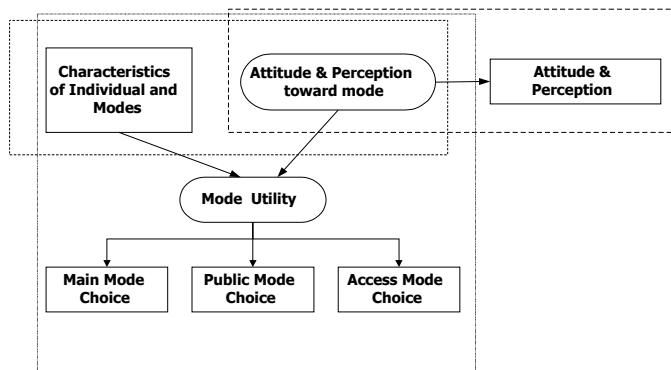 Characteristics
of Individual and
Modes
Attitude & Perception
toward mode
Attitude &
Perception
Mode Utility
Main Mode
Choice
Public Mode
Choice
Access Mode
Choice